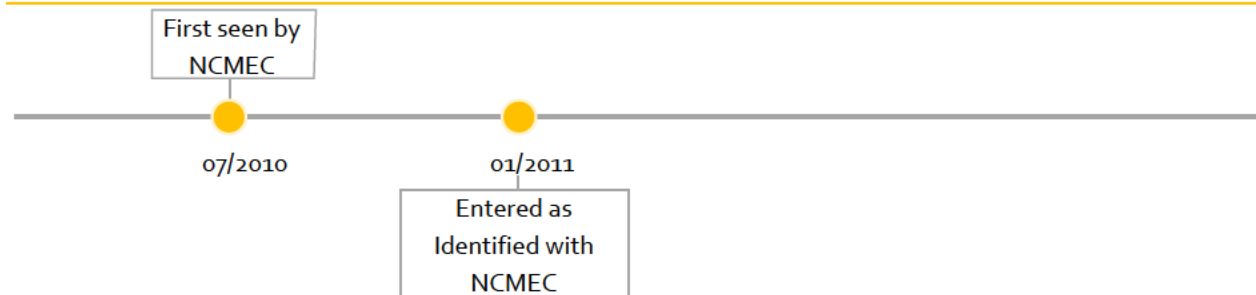 First seen by
NCMEC
07/2010
01/2011
Entered as
Identified with
NCMEC